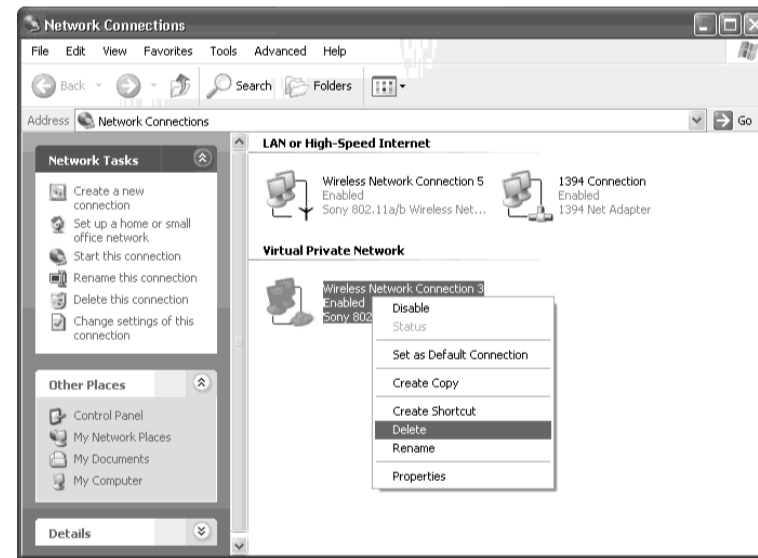 Network Connections
File Edit View Favorites Tools Advanced Help
Back Search Folders
Address Network Connections Go
Network Tasks
Create a new
connection
Set up a home or small
office network
Start this connection
Rename this connection
Delete this connection
Change settings of this
connection
Other Places
Control Panel
My Network Places
My Documents
My Computer
Details
LAN or High-Speed Internet
Wireless Network Connection 5
Enabled
Sony 802.11a/b Wireless Net...
1394 Connection
Enabled
1394 Net Adapter
Virtual Private Network
Wireless Network Connection 3
Enabled
Sony 802
Disable
Status
Set as Default Connection
Create Copy
Create Shortcut
Delete
Rename
Properties